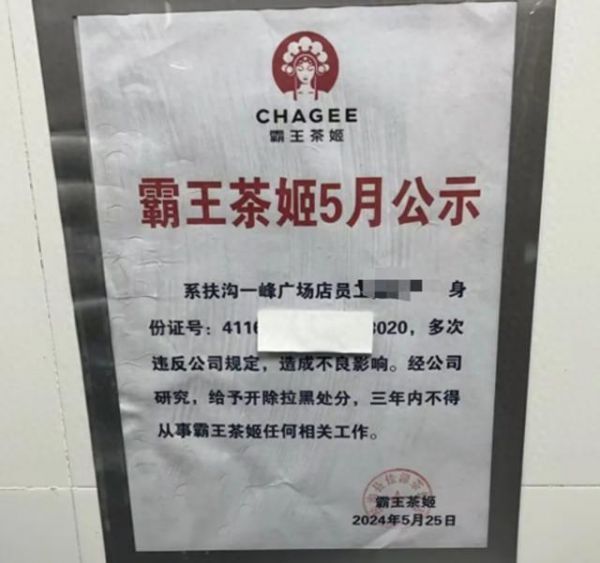 CHAGEE
霸王茶姬
霸王茶姬5月公示
系扶沟一峰广场店员工 身
份证号：4116 3020，多次
违反公司规定，造成不良影响。经公司
研究，给予开除拉黑处分，三年内不得
从事霸王茶姬任何相关工作。
霸王茶姬
2024年5月25日